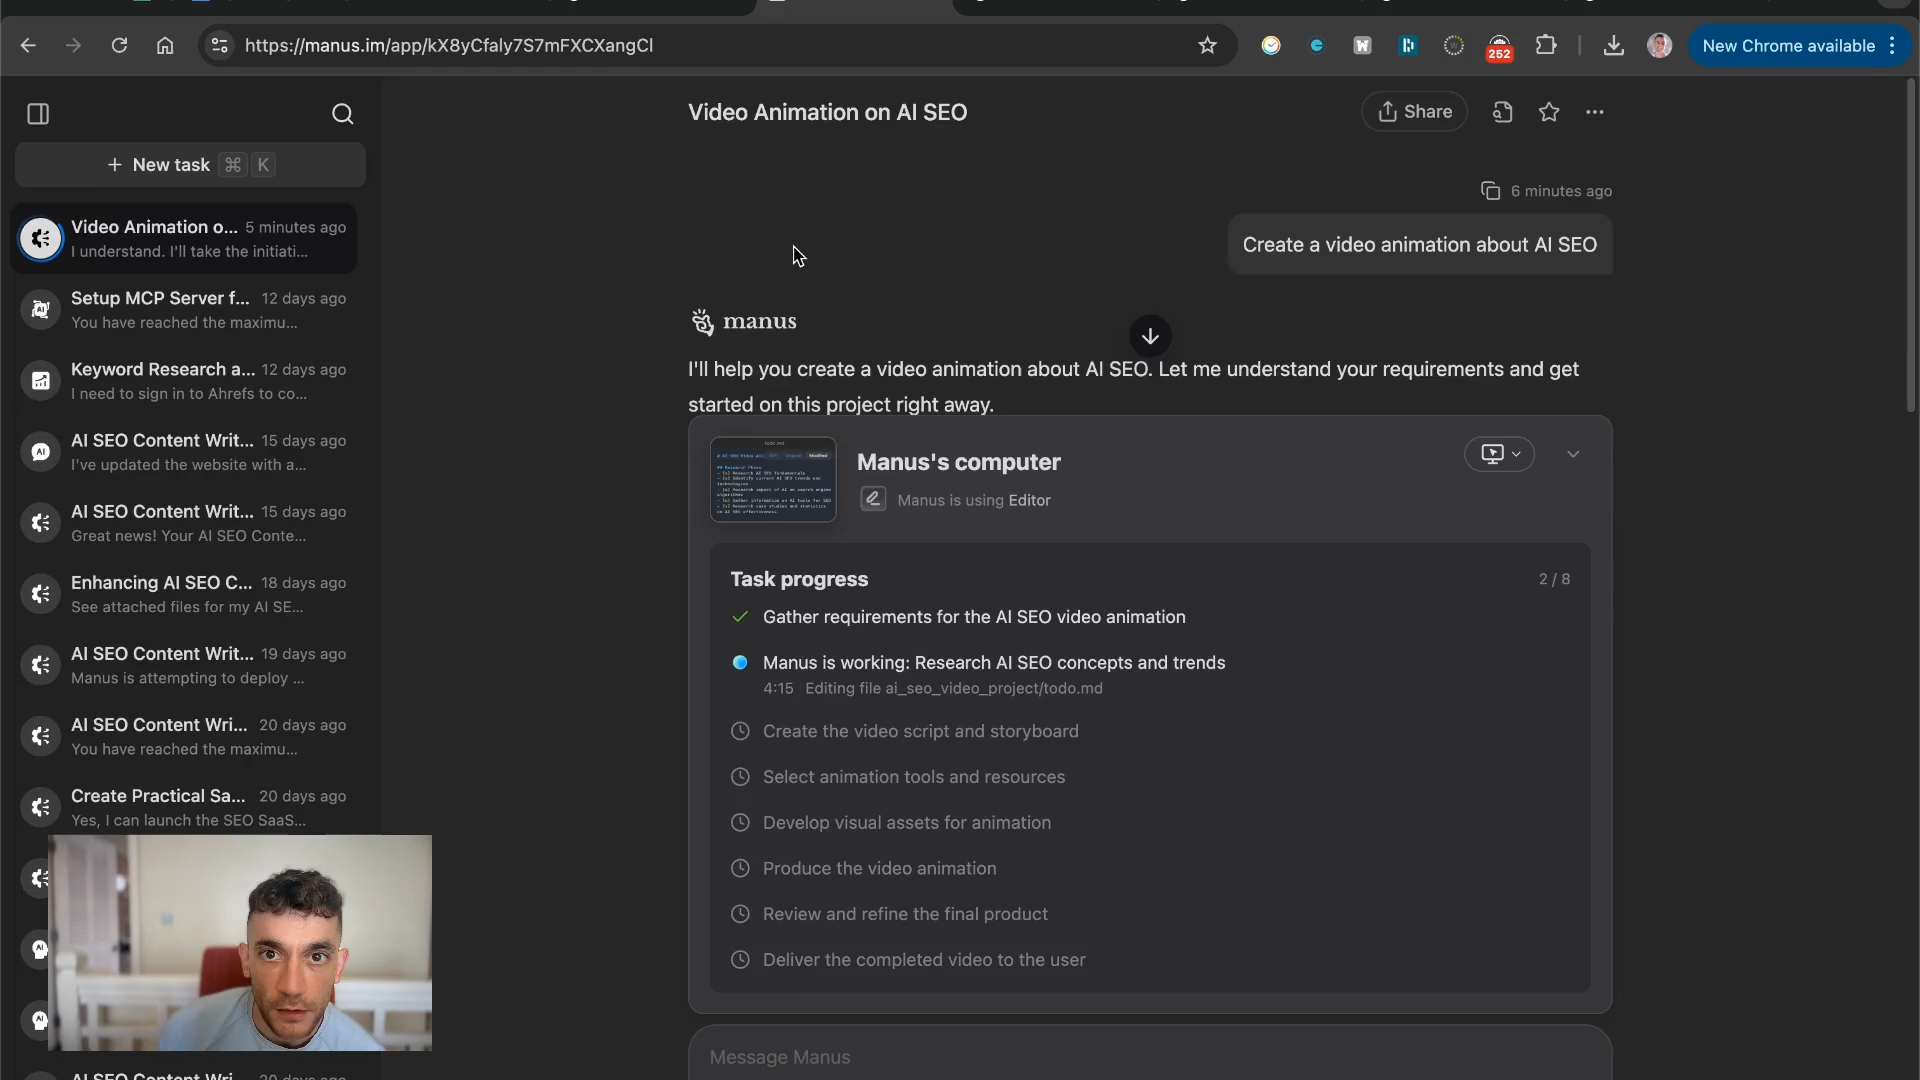 https://manus.im/app/kX8yCfaly7S7mFXCXangCl
252
New Chrome available
New task ⌘ K
Video Animation o... 5 minutes ago
I understand. I'll take the initiati...
Setup MCP Server f... 12 days ago
You have reached the maximu...
Keyword Research a... 12 days ago
I need to sign in to Ahrefs to co...
AI SEO Content Writ... 15 days ago
I've updated the website with a...
AI SEO Content Writ... 15 days ago
Great news! Your AI SEO Conte...
Enhancing AI SEO C... 18 days ago
See attached files for my AI SE...
AI SEO Content Writ... 19 days ago
Manus is attempting to deploy ...
AI SEO Content Wri... 20 days ago
You have reached the maximu...
Create Practical Sa... 20 days ago
Yes, I can launch the SEO SaaS...
AI SEO Content Wri... 20 days ago
Video Animation on AI SEO
Share
6 minutes ago
Create a video animation about AI SEO
manus
I'll help you create a video animation about AI SEO. Let me understand your requirements and get
started on this project right away.
Manus's computer
Manus is using Editor
Task progress 2 / 8
Gather requirements for the AI SEO video animation
Manus is working: Research AI SEO concepts and trends
4:15 Editing file ai_seo_video_project/todo.md
Create the video script and storyboard
Select animation tools and resources
Develop visual assets for animation
Produce the video animation
Review and refine the final product
Deliver the completed video to the user
Message Manus